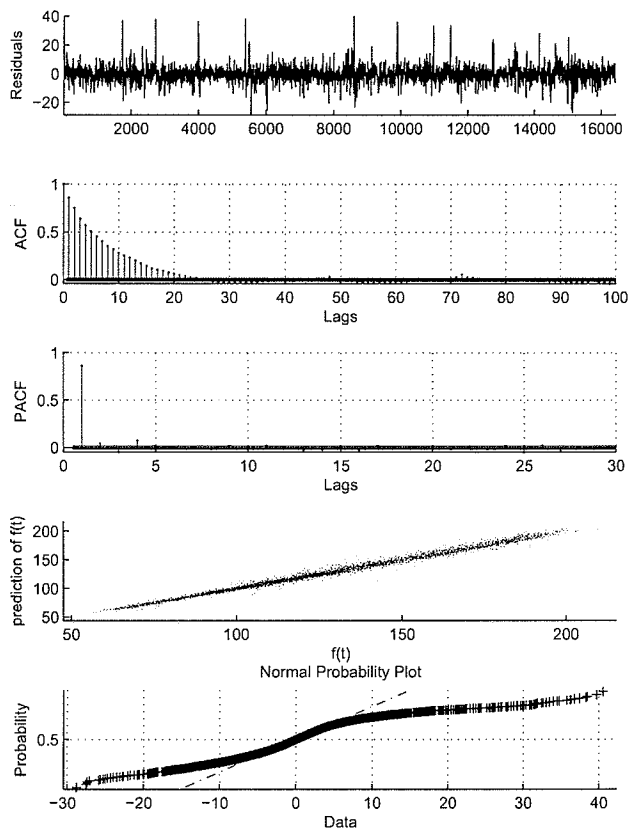 Residuals
40
20
0
−20
2000 4000 6000 8000 10000 12000 14000 16000
ACF
1
0.5
0
0 10 20 30 40 50 60 70 80 90 100
Lags
PACF
1
0.5
0
0 5 10 15 20 25 30
Lags
prediction of f(t)
200
150
100
50
50 100 150 200
f(t)
Normal Probability Plot
Probability
0.5
−30 −20 −10 0 10 20 30 40
Data